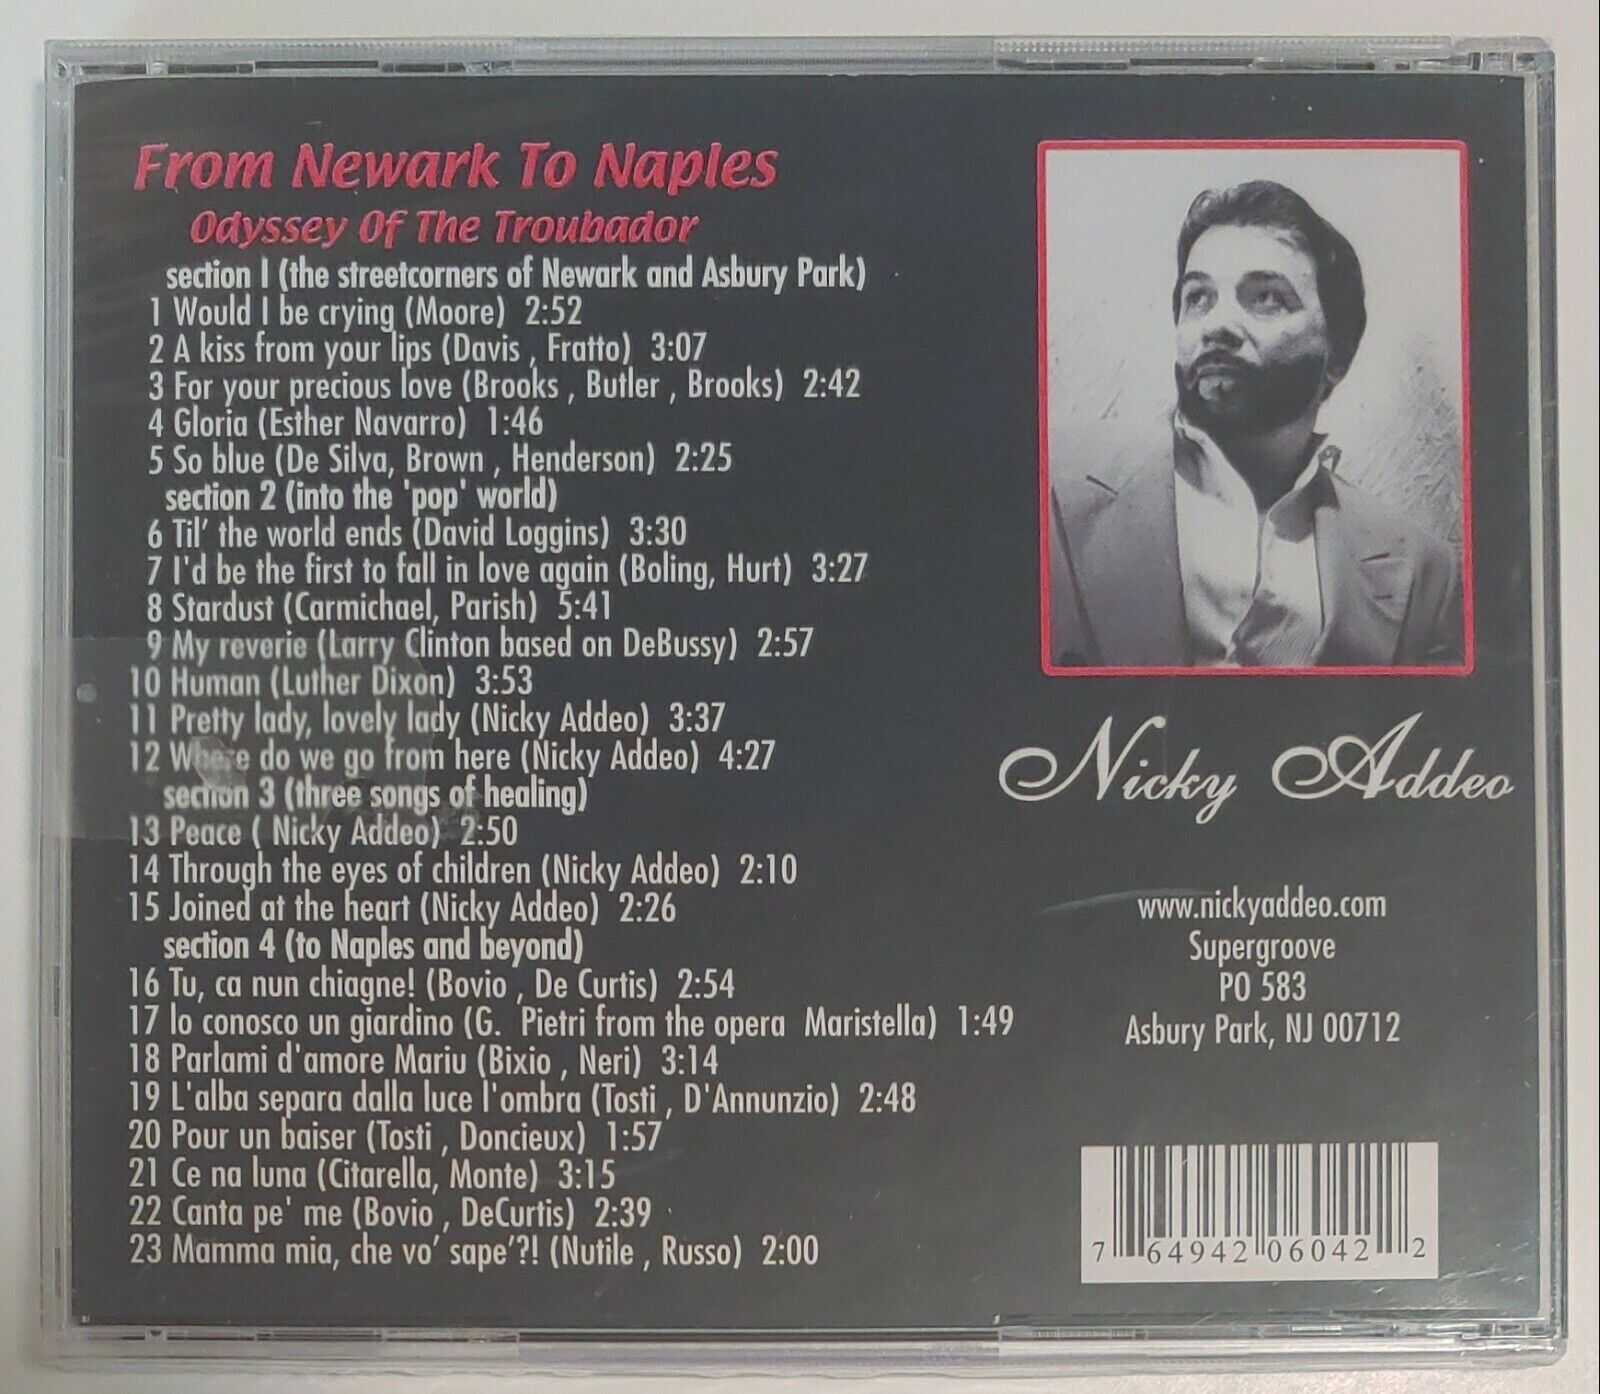 From Newark To Naples
Odyssey Of The Troubador
section 1 (the streetcorners of Newark and Asbury Park)
1 Would I be crying (Moore) 2:52
2 A kiss from your lips (Davis , Fratto) 3:07
3 For your precious love (Brooks , Butler , Brooks) 2:42
4 Gloria (Esther Navarro) 1:46
5 So blue (De Silva, Brown , Henderson) 2:25
section 2 (into the 'pop' world)
6 Til' the world ends (David Loggins) 3:30
7 I'd be the first to fall in love again (Boling, Hurt) 3:27
8 Stardust (Carmichael, Parish) 5:41
9 My reverie (Larry Clinton based on DeBussy) 2:57
10 Human (Luther Dixon) 3:53
11 Pretty lady, lovely lady (Nicky Addeo) 3:37
12 Where do we go from here (Nicky Addeo) 4:27
section 3 (three songs of healing)
13 Peace ( Nicky Addeo) 2:50
14 Through the eyes of children (Nicky Addeo) 2:10
15 Joined at the heart (Nicky Addeo) 2:26
section 4 (to Naples and beyond)
16 Tu, ca nun chiagne! (Bovio , De Curtis) 2:54
17 Io conosco un giardino (G. Pietri from the opera Maristella) 1:49
18 Parlami d'amore Mariu (Bixio , Neri) 3:14
19 L'alba separa dalla luce l'ombra (Tosti , D'Annunzio) 2:48
20 Pour un baiser (Tosti , Doncieux) 1:57
21 Ce na luna (Citarella, Monte) 3:15
22 Canta pe' me (Bovio , DeCurtis) 2:39
23 Mamma mia, che vo' sape'?! (Nutile , Russo) 2:00
Nicky Addeo
www.nickyaddeo.com
Supergroove
PO 583
Asbury Park, NJ 00712
7 64942 06042 2